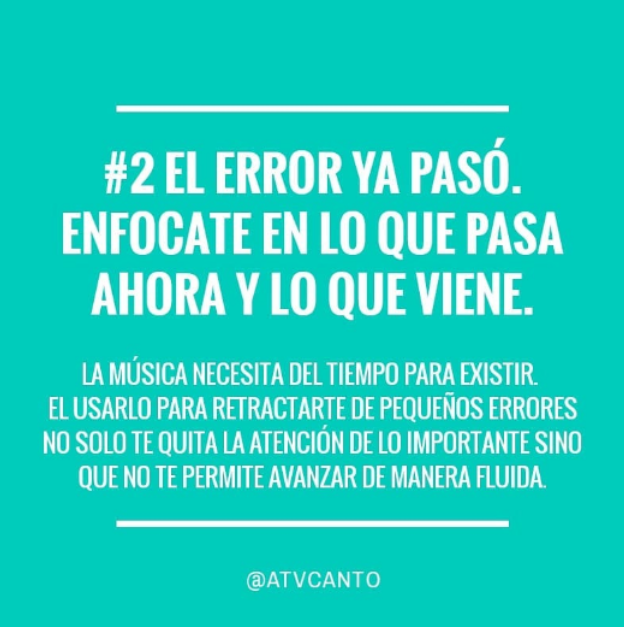 #2 EL ERROR YA PASÓ.
ENFOCATE EN LO QUE PASA
AHORA Y LO QUE VIENE.
LA MÚSICA NECESITA DEL TIEMPO PARA EXISTIR.
EL USARLO PARA RETRACTARTE DE PEQUEÑOS ERRORES
NO SOLO TE QUITA LA ATENCIÓN DE LO IMPORTANTE SINO
QUE NO TE PERMITE AVANZAR DE MANERA FLUIDA.
@ATVCANTO